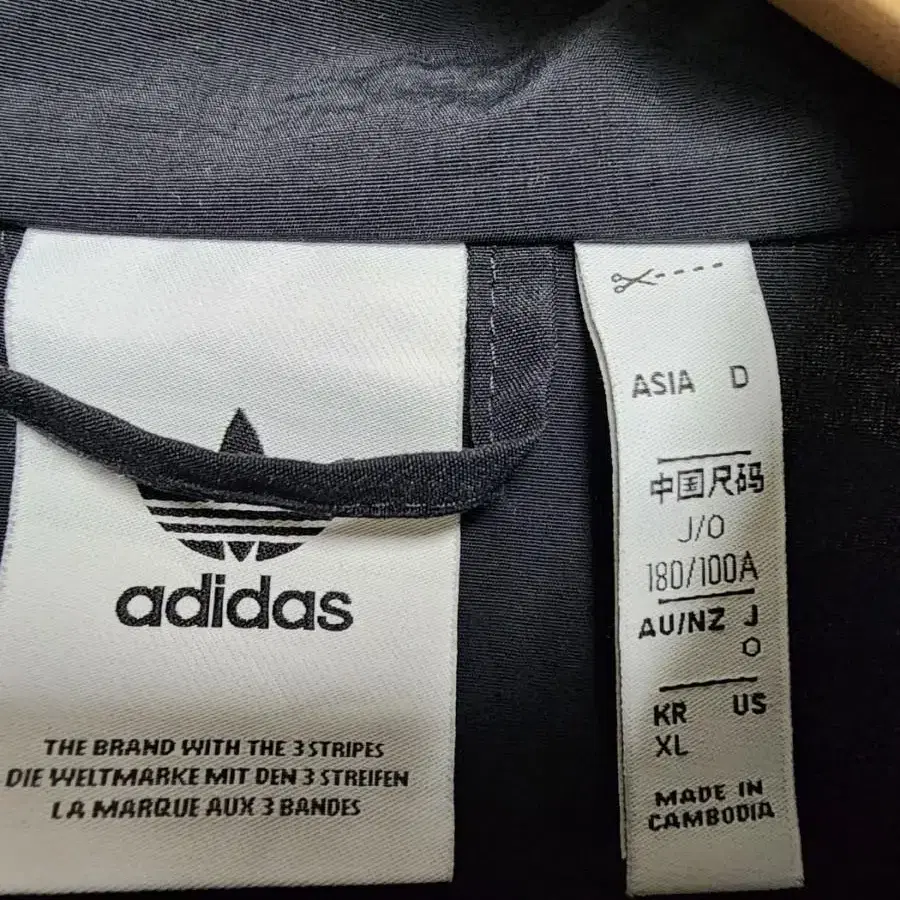 adidas
THE BRAND WITH THE 3 STRIPES
DIE WELTMARKE MIT DEN 3 STREIFEN
LA MARQUE AUX 3 BANDES
ASIA D
中国尺码
J/O
180/100A
AU/NZ J
O
KR US
XL
MADE IN
CAMBODIA